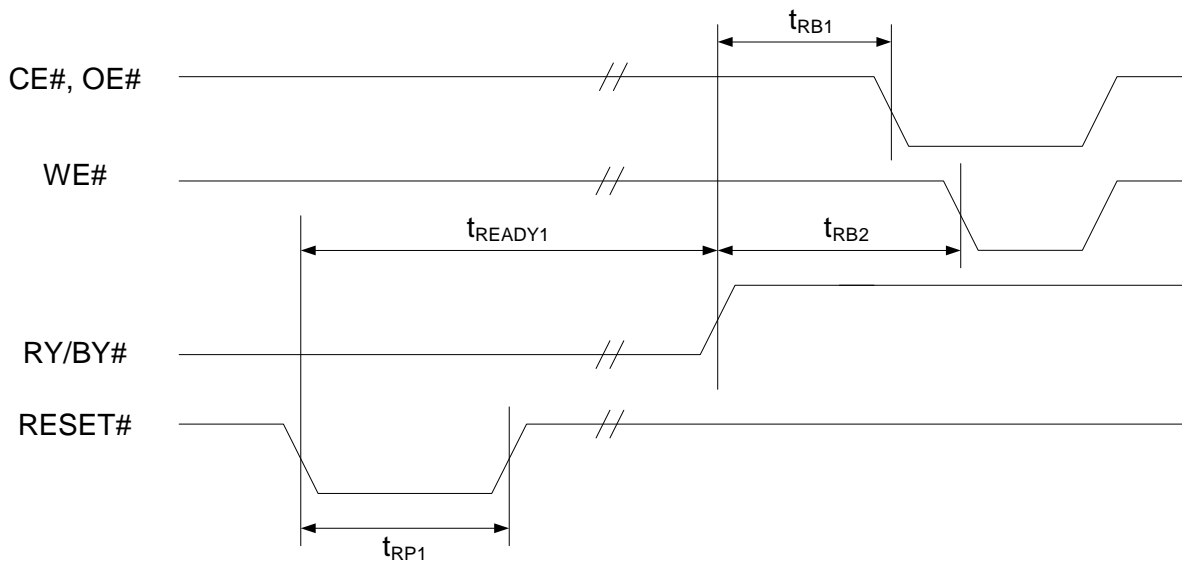 tRB1
CE#, OE#
WE#
tREADY1
tRB2
RY/BY#
RESET#
tRP1